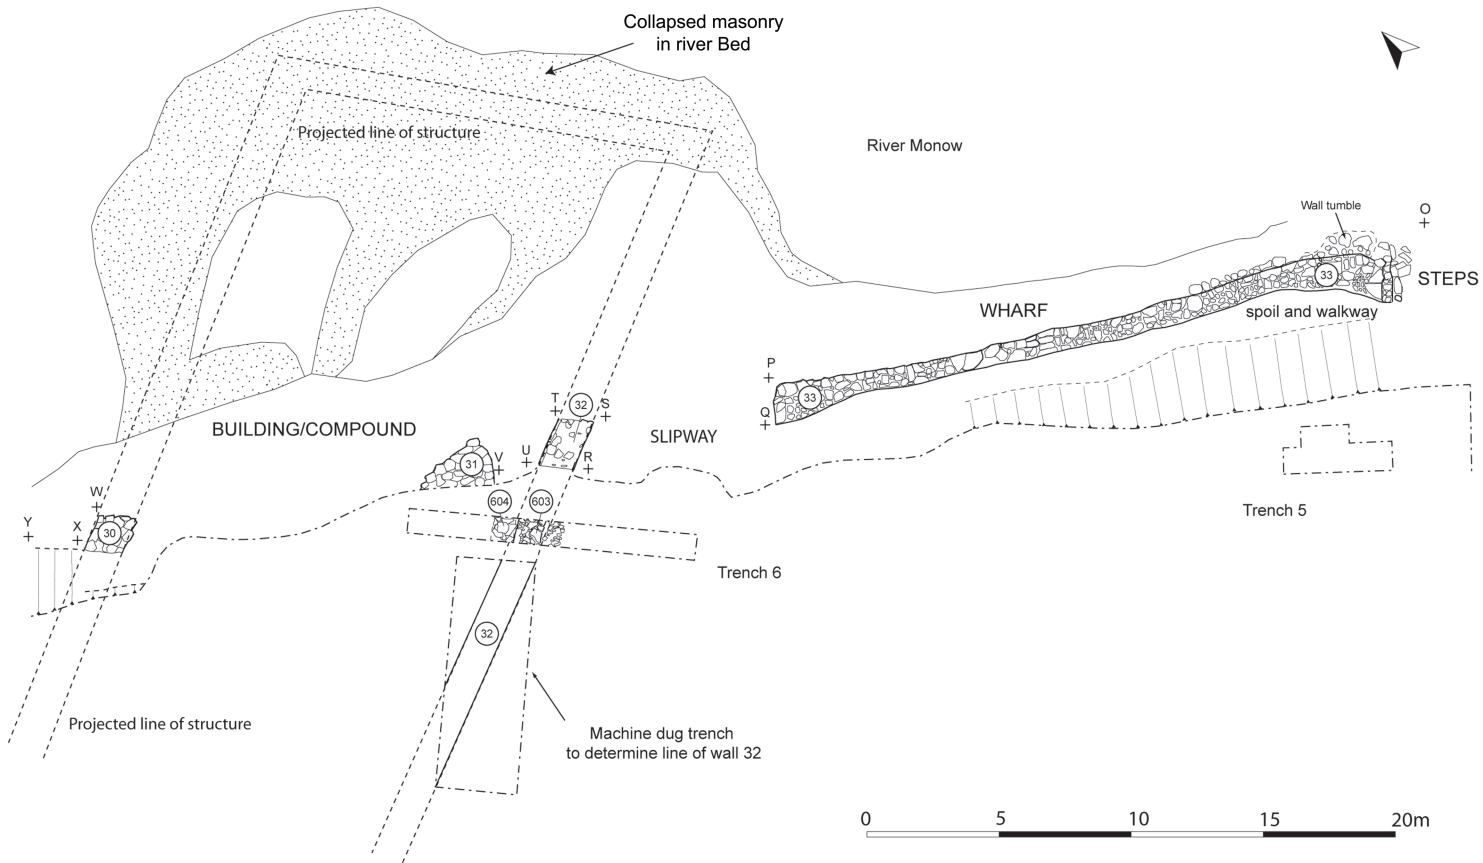 Collapsed masonry
in river Bed
Projected line of structure
River Monow
Wall tumble
O
33
STEPS
WHARF
spoil and walkway
P
33
Q
T
32
S
BUILDING/COMPOUND
SLIPWAY
31
V
U
R
W
604
603
Y
X
30
Trench 5
Trench 6
32
Projected line of structure
Machine dug trench
to determine line of wall 32
0 5 10 15 20m